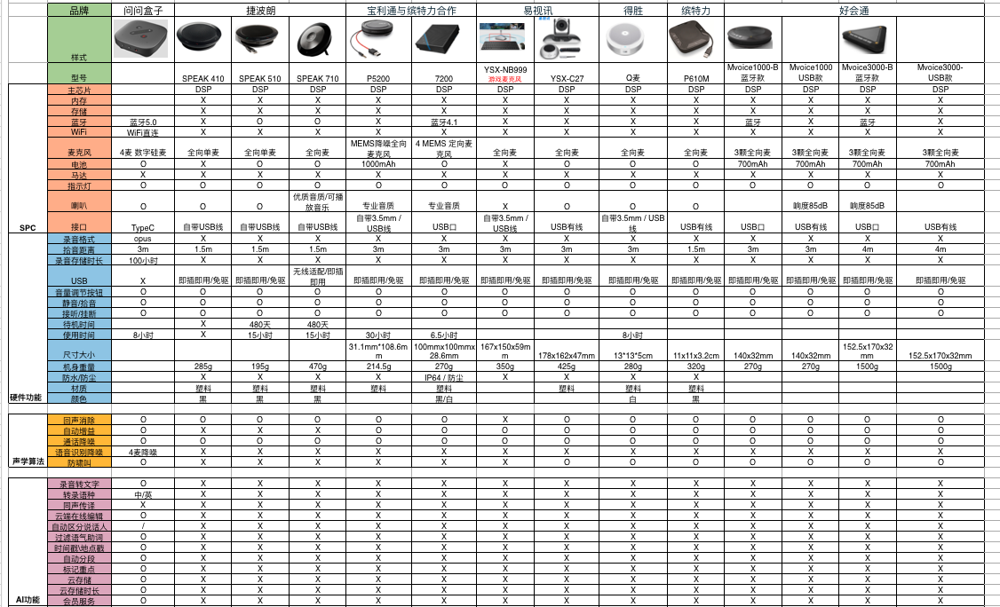 品牌 问问盒子 捷波朗 宝利通与缤特力合作 易视讯 得胜 缤特力 好会通
样式
型号 SPEAK 410 SPEAK 510 SPEAK 710 P5200 7200 YSX-NB999 游戏麦克风 YSX-C27 Q麦 P610M Mvoice1000-B 蓝牙款 Mvoice1000 USB款 Mvoice3000-B 蓝牙款 Mvoice3000- USB款
SPC
主芯片 DSP DSP DSP DSP DSP DSP DSP DSP DSP DSP DSP DSP DSP
内存 X X X X X X X X X X X X X
存储 X X X X X X X X X X X X X
蓝牙 蓝牙5.0 X O O X 蓝牙4.1 X X X X 蓝牙 X 蓝牙 X
WiFi WiFi直连 X X X X X X X X X X X X X
麦克风 4麦 数字硅麦 全向单麦 全向单麦 全向单麦 MEMS降噪全向麦克风 4 MEMS 定向麦克风 全向麦 全向麦 全向麦 全向麦 3颗全向麦 3颗全向麦 3颗全向麦 3颗全向麦
电池 O X O O 1000mAh O X O O O 700mAh 700mAh 700mAh 700mAh
马达 X X X X X X X X X X X X X X
指示灯 O O O O O O O O O O O O O O
喇叭 O O O 优质音质/可播放音乐 专业音质 专业音质 X O O O 响度85dB 响度85dB
接口 TypeC 自带USB线 自带USB线 自带USB线 自带3.5mm / USB线 USB口 自带3.5mm / USB线 USB有线 自带3.5mm / USB线 USB有线 USB口 USB有线 USB口 USB有线
硬件功能
录音格式 opus X X X X X X X X X X X X X
拾音距离 3m 1.5m 1.5m 1.5m 3m 3m 3m 3m 3m 1.5m 3m 3m 4m 4m
录音存储时长 100小时 X X X X X X X X X X X X X
USB X 即插即用/免驱 即插即用/免驱 无线适配/即插即用 即插即用/免驱 即插即用/免驱 即插即用/免驱 即插即用/免驱 即插即用/免驱 即插即用/免驱 即插即用/免驱 即插即用/免驱 即插即用/免驱 即插即用/免驱
音量调节按钮 O O O O O O O O O O O O O O
静音/拾音 O O O O O O O O O O O O O O
接听/挂断 O O O O O O O O O O O O O O
待机时间 X 480天 480天
使用时间 8小时 X 15小时 15小时 30小时 6.5小时 8小时
尺寸大小 31.1mm*108.6mm 100mmx100mmx28.6mm 167x150x59mm 178x162x47mm 13*13*5cm 11x11x3.2cm 140x32mm 140x32mm 152.5x170x32mm 152.5x170x32mm
机身重量 285g 195g 470g 214.5g 270g 350g 425g 280g 320g 270g 270g 1500g 1500g
防水/防尘 X X X X IP64 / 防尘 X X X X
材质 塑料 塑料 塑料 塑料 塑料 塑料 塑料 塑料
颜色 黑 黑 黑 黑/白 白 黑
声学算法
回声消除 O O O O O O X O O O O O O O
自动增益 O X X X O O O O O O O O O O
通话降噪 O O O O O O O O O O O O O O
语音识别降噪 4麦降噪 X X X X X X X X X X X X X
防啸叫 O X X X X X X O O O O O O O
AI功能
录音转文字 O X X X X X X X X X X X X X
转录语种 中/英 X X X X X X X X X X X X X
同声传译 X X X X X X X X X X X X X X
云端在线编辑 O X X X X X X X X X X X X X
自动区分说话人 / X X X X X X X X X X X X X
过滤语气助词 O X X X X X X X X X X X X X
时间戳\地点戳 O X X X X X X X X X X X X X
自动分段 O X X X X X X X X X X X X X
标记重点 O X X X X X X X X X X X X X
云存储 O X X X X X X X X X X X X X
云存储时长 O X X X X X X X X X X X X X
会员服务 O X X X X X X X X X X X X X